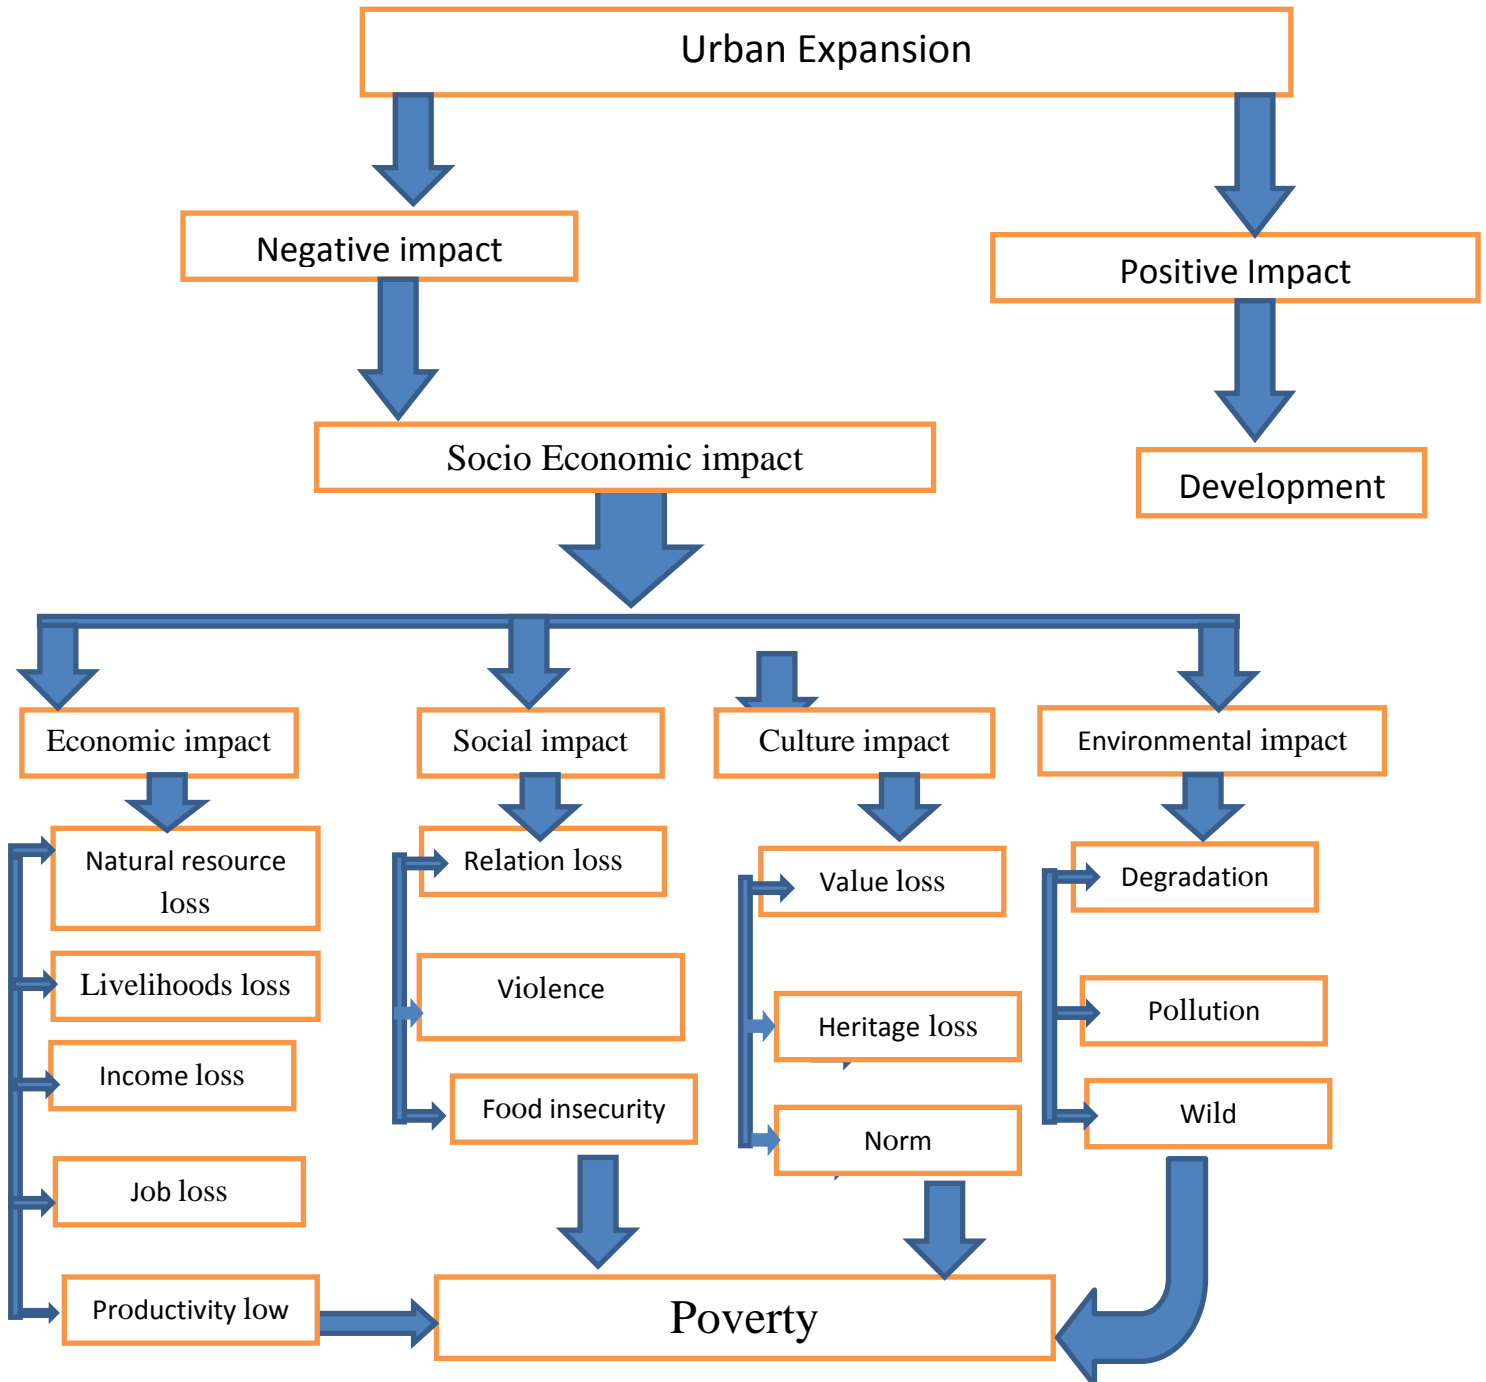 Urban Expansion
Negative impact
Positive Impact
Socio Economic impact
Development
Economic impact
Social impact
Culture impact
Environmental impact
Natural resource
loss
Relation loss
Value loss
Degradation
Livelihoods loss
Violence
Heritage loss
Pollution
Income loss
Food insecurity
Norm
Wild
Job loss
Productivity low
Poverty